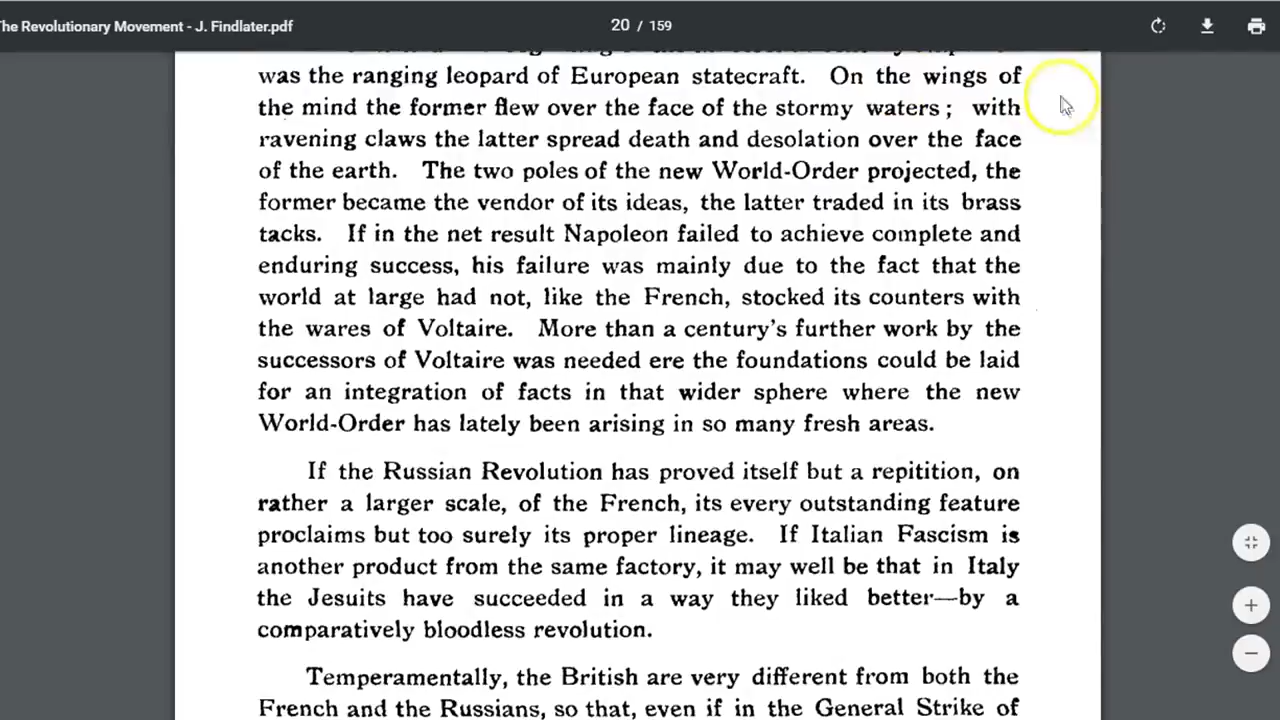 The Revolutionary Movement - J. Findlater.pdf
20 / 159
was the ranging leopard of European statecraft. On the wings of
the mind the former flew over the face of the stormy waters; with
ravening claws the latter spread death and desolation over the face
of the earth. The two poles of the new World-Order projected, the
former became the vendor of its ideas, the latter traded in its brass
tacks. If in the net result Napoleon failed to achieve complete and
enduring success, his failure was mainly due to the fact that the
world at large had not, like the French, stocked its counters with
the wares of Voltaire. More than a century's further work by the
successors of Voltaire was needed ere the foundations could be laid
for an integration of facts in that wider sphere where the new
World-Order has lately been arising in so many fresh areas.
If the Russian Revolution has proved itself but a repitition, on
rather a larger scale, of the French, its every outstanding feature
proclaims but too surely its proper lineage. If Italian Fascism is
another product from the same factory, it may well be that in Italy
the Jesuits have succeeded in a way they liked better—by a
comparatively bloodless revolution.
Temperamentally, the British are very different from both the
French and the Russians, so that, even if in the General Strike of